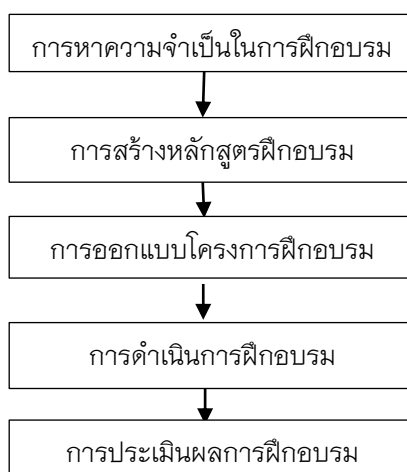 การหาความจำเป็นในการฝึกอบรม
การสร้างหลักสูตรฝึกอบรม
การออกแบบโครงการฝึกอบรม
การดำเนินการฝึกอบรม
การประเมินผลการฝึกอบรม